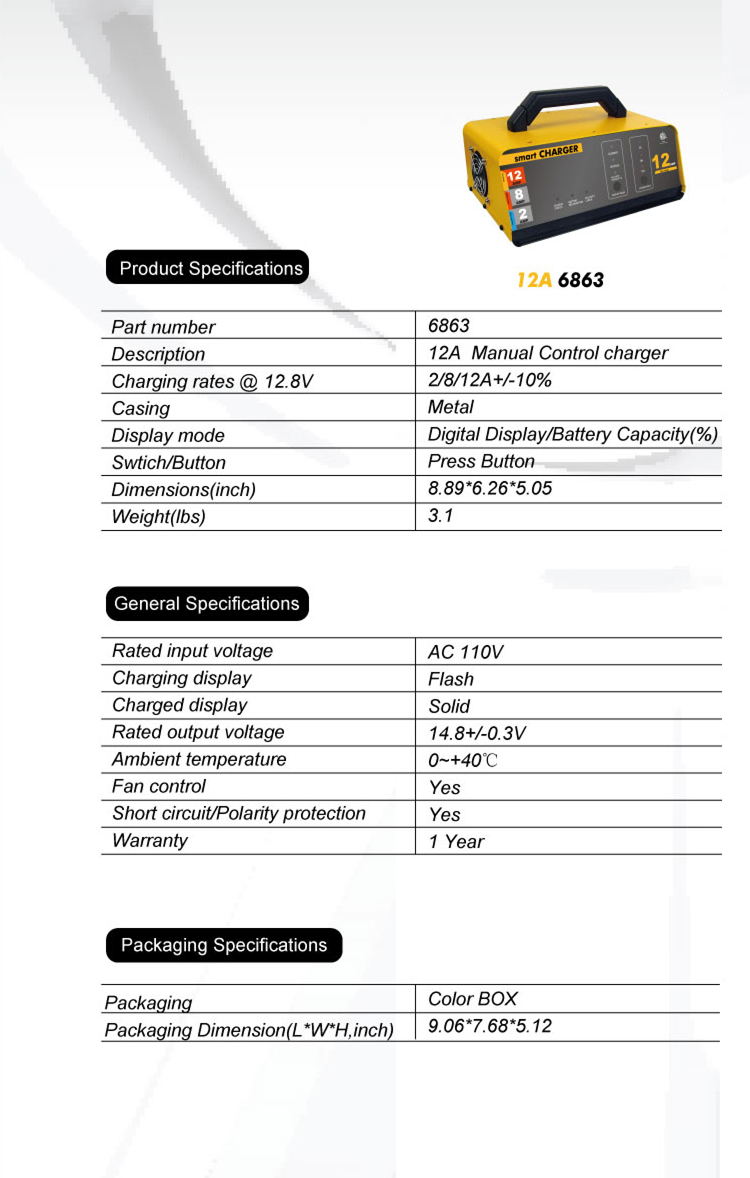 smart CHARGER
12
8
2
12
12A 6863
Product Specifications
Part number 6863
Description 12A Manual Control charger
Charging rates @ 12.8V 2/8/12A+/-10%
Casing Metal
Display mode Digital Display/Battery Capacity(%)
Swtich/Button Press Button
Dimensions(inch) 8.89*6.26*5.05
Weight(lbs) 3.1
General Specifications
Rated input voltage AC 110V
Charging display Flash
Charged display Solid
Rated output voltage 14.8+/-0.3V
Ambient temperature 0~+40℃
Fan control Yes
Short circuit/Polarity protection Yes
Warranty 1 Year
Packaging Specifications
Packaging Color BOX
Packaging Dimension(L*W*H,inch) 9.06*7.68*5.12